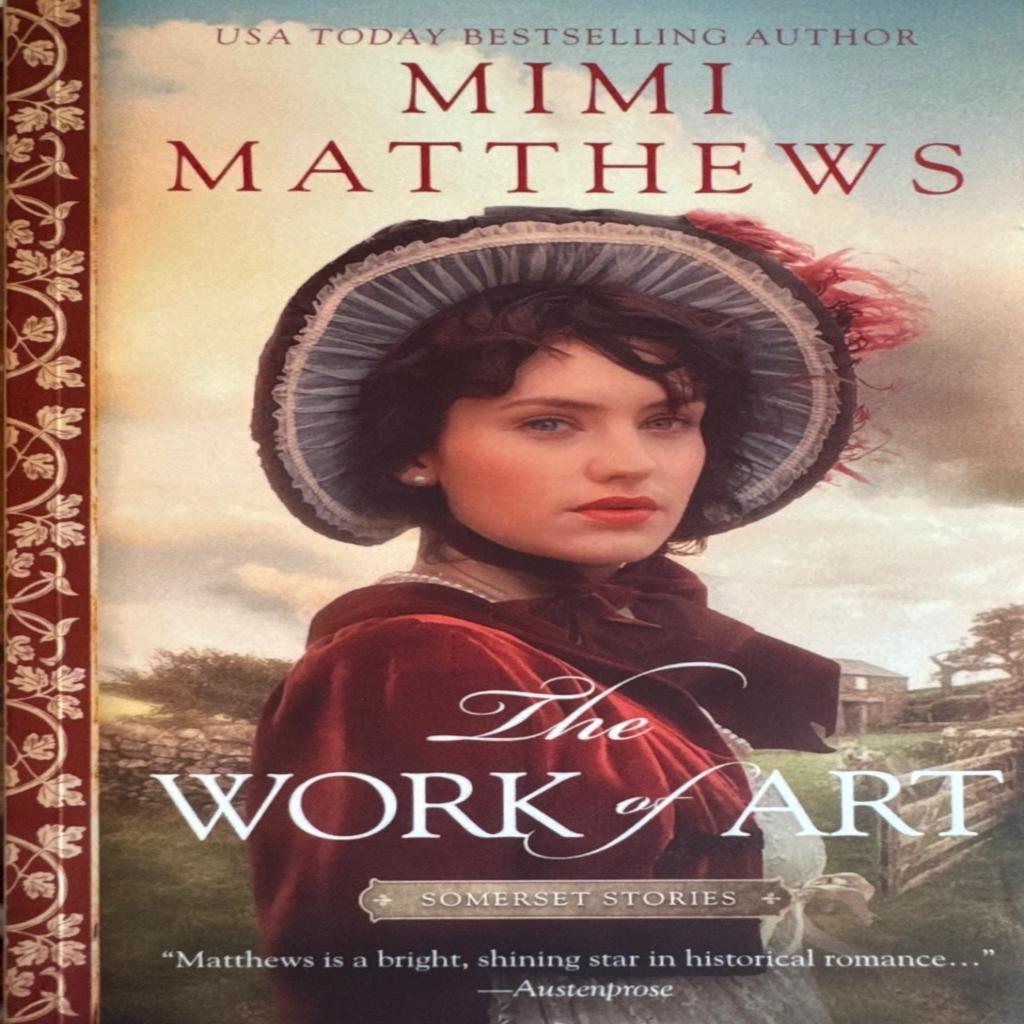 USA TODAY BESTSELLING AUTHOR
MIMI
MATTHEWS
The
WORK of ART
SOMERSET STORIES
“Matthews is a bright, shining star in historical romance…”
—Austenprose